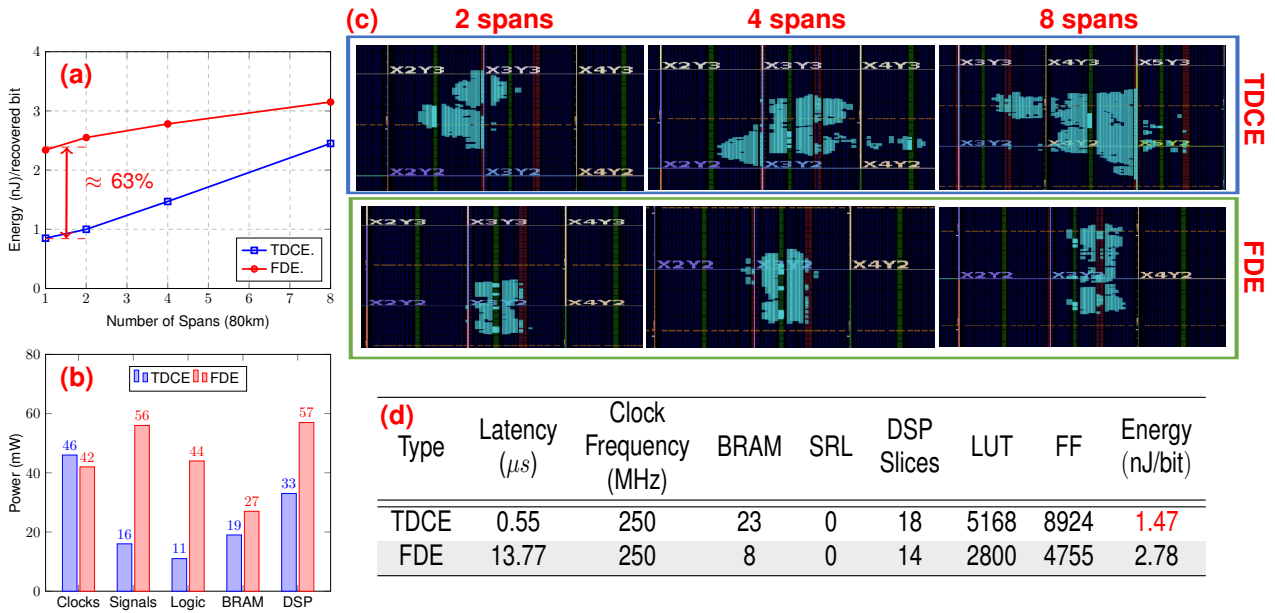 (a)
Energy (nJ)/recovered bit
4
3
2
1
0
≈ 63%
TDCE.
FDE.
1 2 3 4 5 6 7 8
Number of Spans (80km)
(b)
Power (mW)
80
60
40
20
0
TDCE FDE
46 42 16 56 11 44 19 27 33 57
Clocks Signals Logic BRAM DSP
(c) 2 spans 4 spans 8 spans
TDCE
X2Y3 X3Y3 X4Y3
X2Y2 X3Y2 X4Y2
X2Y3 X3Y3 X4Y3
X2Y2 X3Y2 X4Y2
X3Y3 X4Y3 X5Y3
X3Y2 X4Y2 X5Y2
FDE
X2Y3 X3Y3 X4Y3
X2Y2 X3Y2 X4Y2
X2Y2 X3Y2 X4Y2
X2Y2 X3Y2 X4Y2
(d)
Type Latency (μs) Clock Frequency (MHz) BRAM SRL DSP Slices LUT FF Energy (nJ/bit)
TDCE 0.55 250 23 0 18 5168 8924 1.47
FDE 13.77 250 8 0 14 2800 4755 2.78